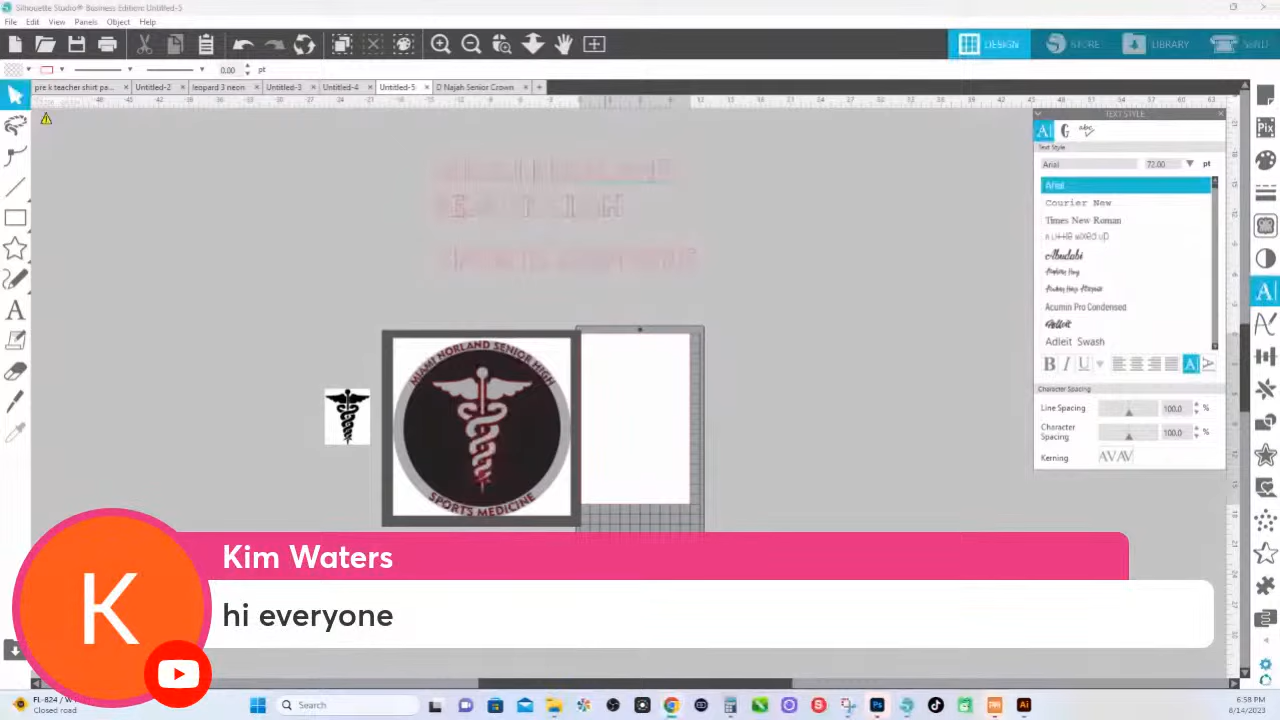 Silhouette Studio® Business Edition: Untitled-5
File Edit View Panels Object Help
DESIGN STORE LIBRARY SEND
0.00 pt
pre k teacher shirt pa... Untitled-2 leopard 3 neon Untitled-3 Untitled-4 Untitled-5 D Najah Senior Crown
TEXT STYLE
Text Style
Arial 72.00 pt
Arial
Courier New
Times New Roman
Abudabi
Acumin Pro Condensed
Adleit
Adleit Swash
B I U
Character Spacing
Line Spacing 100.0 %
Character Spacing 100.0 %
Kerning AVAV
MIAMI NORLAND SENIOR HIGH
SPORTS MEDICINE
K
Kim Waters
hi everyone
Closed road
Search
6:58 PM
8/14/2023